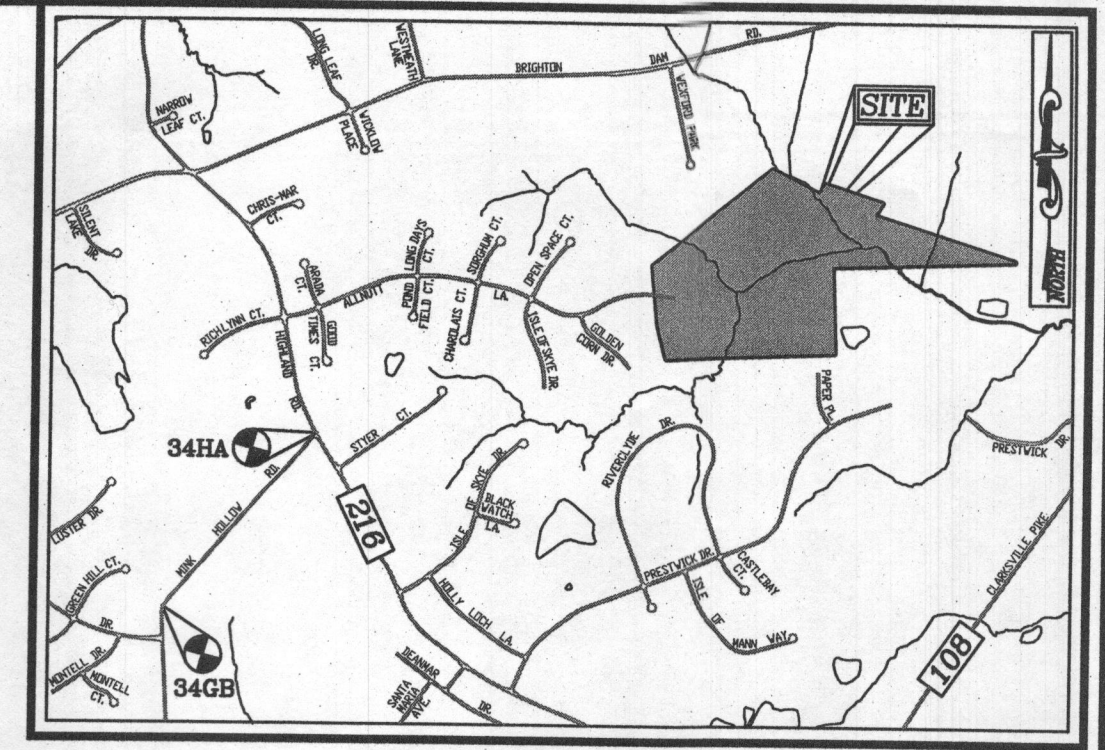 LONG LEAF
DR.
WESTMEATH
LANE
BRIGHTON
DAM
RD.
NARROW
LEAF CT.
WICKLOW
PLACE
WEXFORD PARK
SITE
NORTH
SILENT
LAKE DR.
CHRIS-MAR
CT.
ARADA
CT.
LONG DAYS
CT.
SORGHUM CT.
OPEN SPACE CT.
ALLNUTT
LA.
POND
FIELD CT.
CHAROLAIS CT.
RICHLYNN CT.
GOOD
TIMES CT.
ISLE OF SKYE DR.
GOLDEN
CORN DR.
HIGHLAND
RD.
PAPER PL.
STYER CT.
34HA
MINK HOLLOW RD.
RIVERCLYDE DR.
PRESTWICK
DR.
ISLE OF SKYE DR.
BLACK
WATCH
LA.
216
CLARKSVILLE PIKE
GREEN HILL CT.
DR.
PRESTWICK DR.
CASTLEBAY
CT.
HOLLY LOCH LA.
ISLE OF MANN WAY
MONTELL DR.
MONTELL
CT.
34GB
DEANMAR
DR.
SANTA
MARIA
AVE.
108